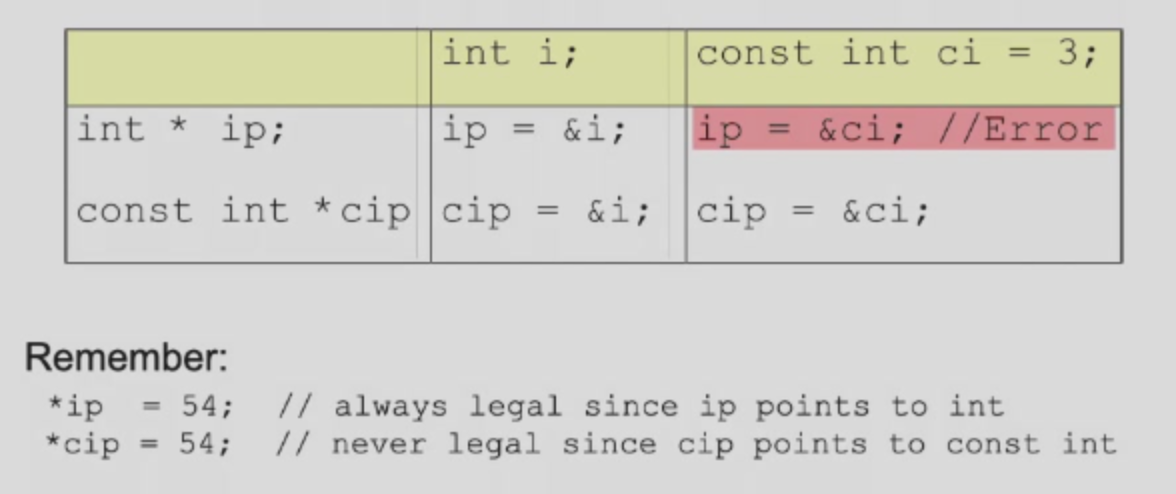 int i; const int ci = 3;
int * ip; ip = &i; ip = &ci; //Error
const int *cip cip = &i; cip = &ci;
Remember:
*ip = 54; // always legal since ip points to int
*cip = 54; // never legal since cip points to const int